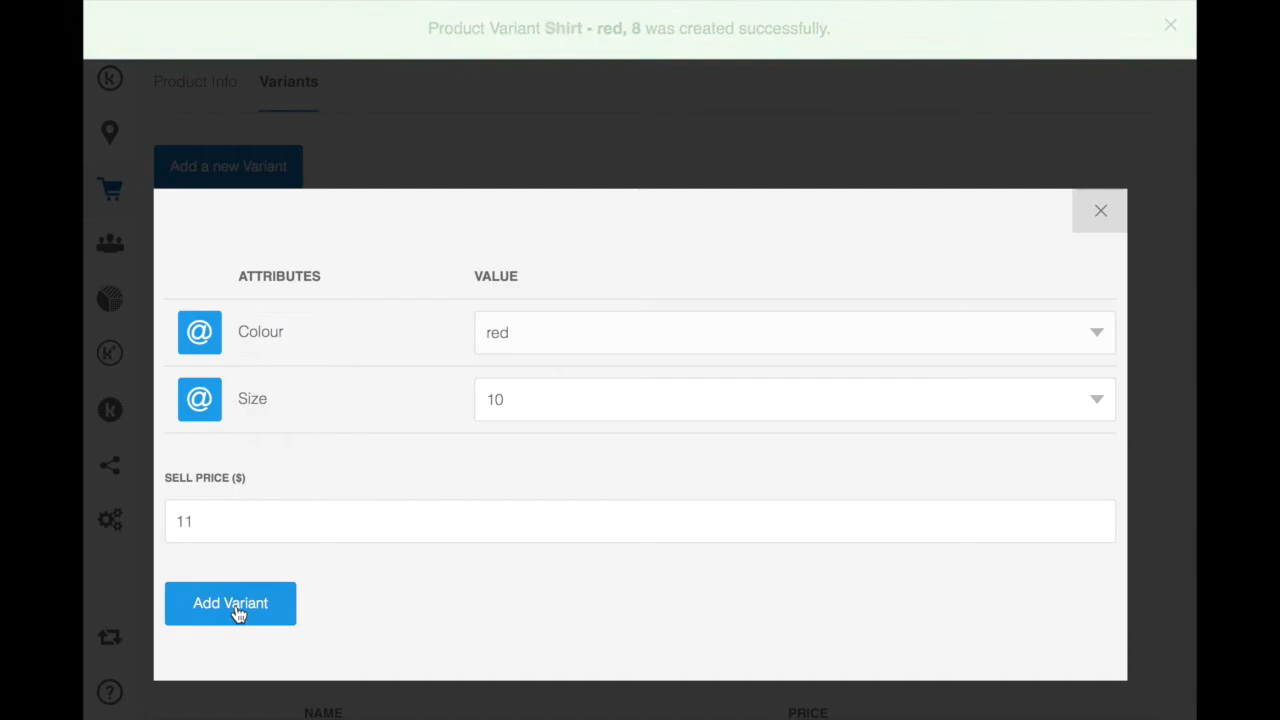 Product Variant Shirt - red, 8 was created successfully.
Product Info Variants
Add a new Variant
ATTRIBUTES VALUE
@ Colour red
@ Size 10
SELL PRICE ($)
11
Add Variant
NAME PRICE
k
k+
k
?